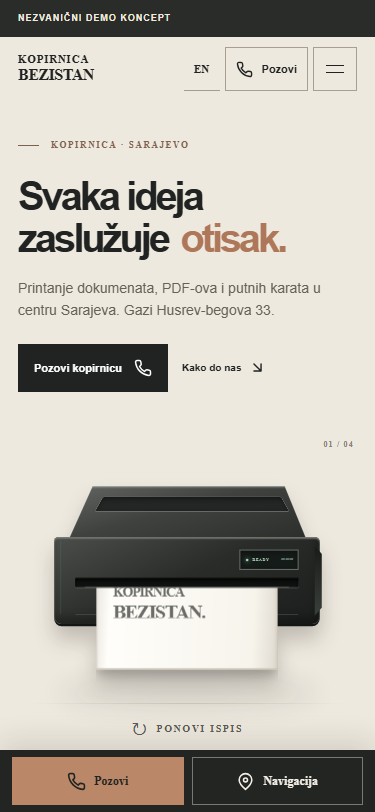 NEZVANIČNI DEMO KONCEPT
KOPIRNICA
BEZISTAN
EN
Pozovi
KOPIRNICA · SARAJEVO
Svaka ideja
zaslužuje otisak.
Printanje dokumenata, PDF-ova i putnih karata u
centru Sarajeva. Gazi Husrev-begova 33.
Pozovi kopirnicu
Kako do nas
01 / 04
READY
KOPIRNICA
BEZISTAN.
PONOVI ISPIS
Pozovi
Navigacija